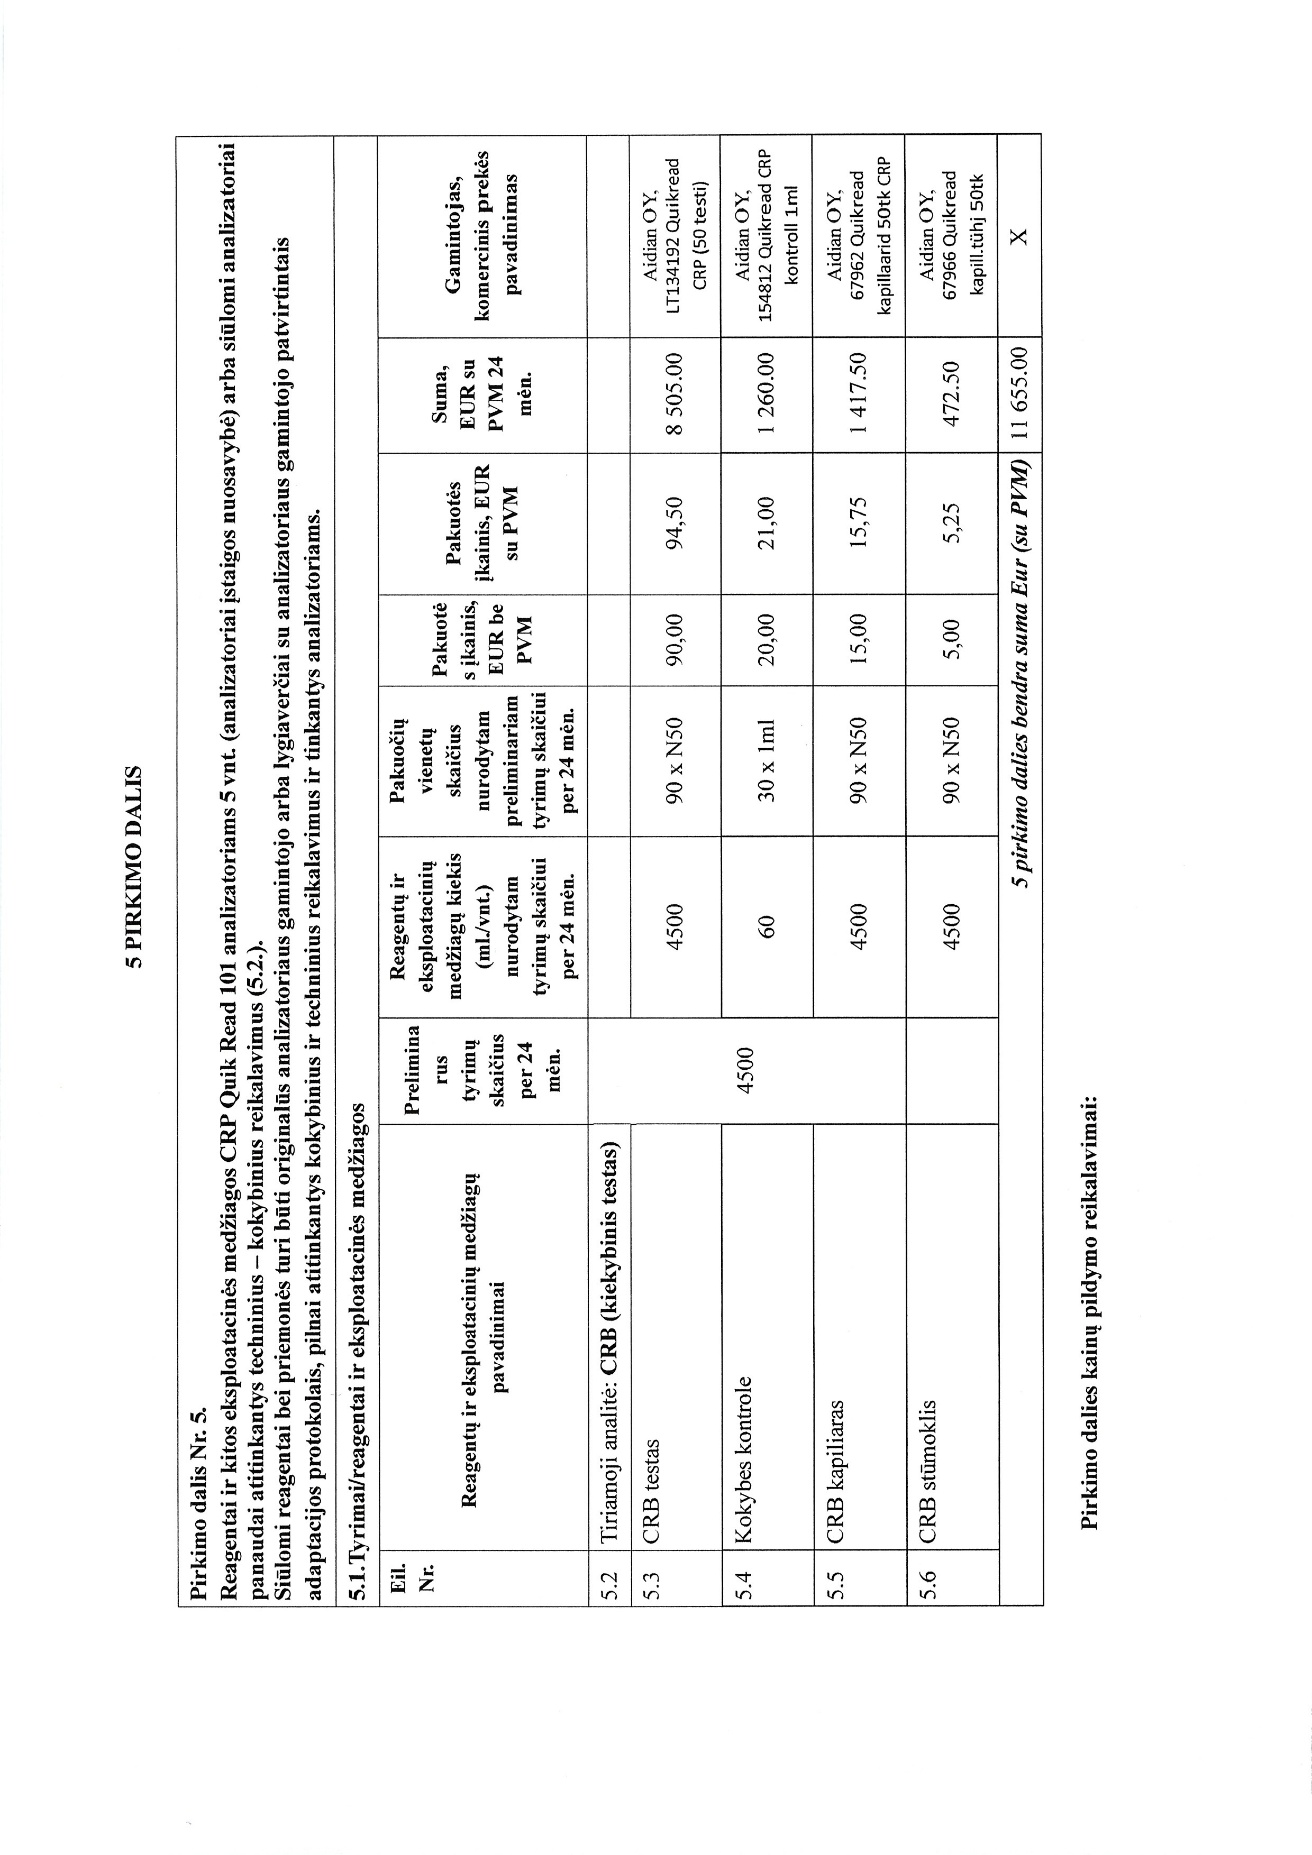 5 PIRKIMO DALIS
Pirkimo dalis Nr. 5.
Reagentai ir kitos eksploatacinės medžiagos CRP Quik Read 101 analizatoriams 5 vnt. (analizatoriai įstaigos nuosavybė) arba siūlomi analizatoriai
panaudai atitinkantys techninius – kokybinius reikalavimus (5.2.).
Siūlomi reagentai bei priemonės turi būti originalūs analizatoriaus gamintojo arba lygiaverčiai su analizatoriaus gamintojo patvirtintais
adaptacijos protokolais, pilnai atitinkantys kokybinius ir techninius reikalavimus ir tinkantys analizatoriams.
5.1.Tyrimai/reagentai ir eksploatacinės medžiagos
Eil.
Nr.
Reagentų ir eksploatacinių medžiagų
pavadinimai
Prelimina
rus
tyrimų
skaičius
per 24
mėn.
Reagentų ir
eksploatacinių
medžiagų kiekis
(ml./vnt.)
nurodytam
tyrimų skaičiui
per 24 mėn.
Pakuočių
vienetų
skaičius
nurodytam
preliminariam
tyrimų skaičiui
per 24 mėn.
Pakuotė
s įkainis,
EUR be
PVM
Pakuotės
įkainis, EUR
su PVM
Suma,
EUR su
PVM 24
mėn.
Gamintojas,
komercinis prekės
pavadinimas
5.2 Tiriamoji analitė: CRB (kiekybinis testas)
4500
5.3 CRB testas 4500 90 x N50 90,00 94,50 8 505.00 Aidian OY,
LT134192 Quikread
CRP (50 testi)
5.4 Kokybes kontrole 60 30 x 1ml 20,00 21,00 1 260.00 Aidian OY,
154812 Quikread CRP
kontroll 1ml
5.5 CRB kapiliaras 4500 90 x N50 15,00 15,75 1 417.50 Aidian OY,
67962 Quikread
kapillaarid 50tk CRP
5.6 CRB stūmoklis 4500 90 x N50 5,00 5,25 472.50 Aidian OY,
67966 Quikread
kapill.tühj 50tk
5 pirkimo dalies bendra suma Eur (su PVM) 11 655.00 X
Pirkimo dalies kainų pildymo reikalavimai: